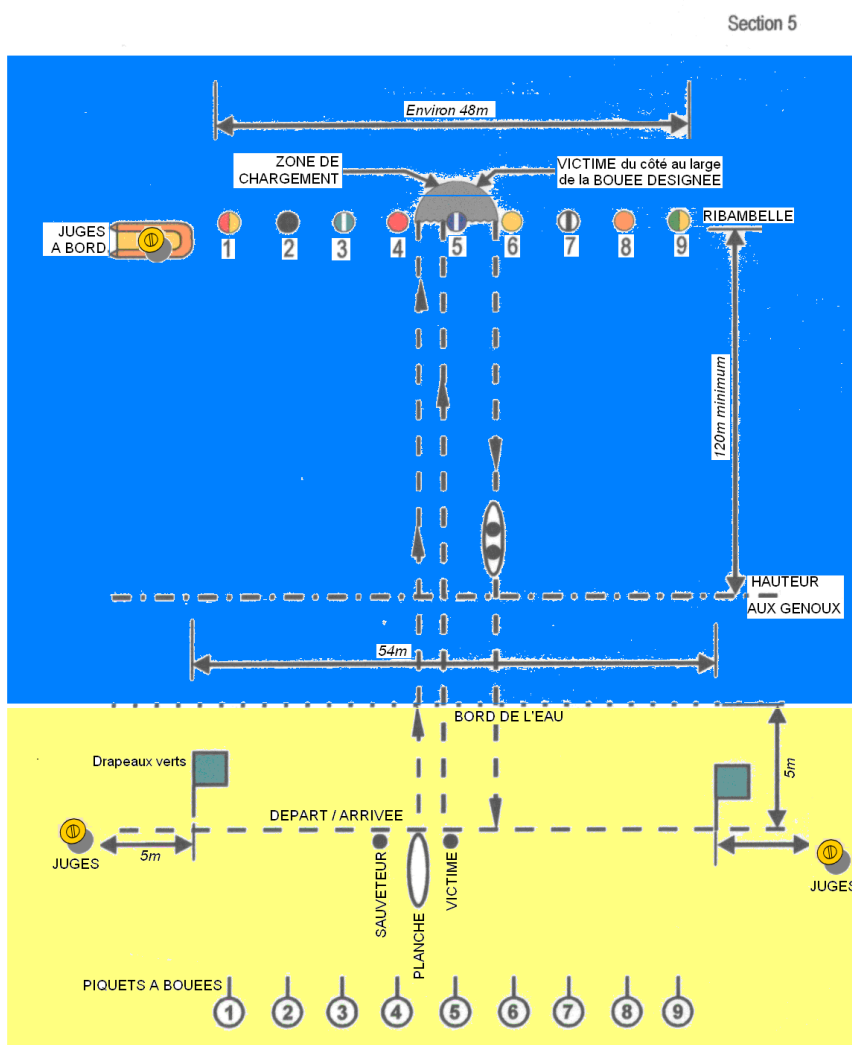 Section 5
Environ 48m
ZONE DE
CHARGEMENT
VICTIME du côté au large
de la BOUEE DESIGNEE
JUGES
A BORD
RIBAMBELLE
1 2 3 4 5 6 7 8 9
120m minimum
HAUTEUR
AUX GENOUX
54m
BORD DE L'EAU
Drapeaux verts
5m
DEPART / ARRIVEE
JUGES
5m
SAUVETEUR
PLANCHE
VICTIME
JUGES
PIQUETS A BOUEES
1 2 3 4 5 6 7 8 9